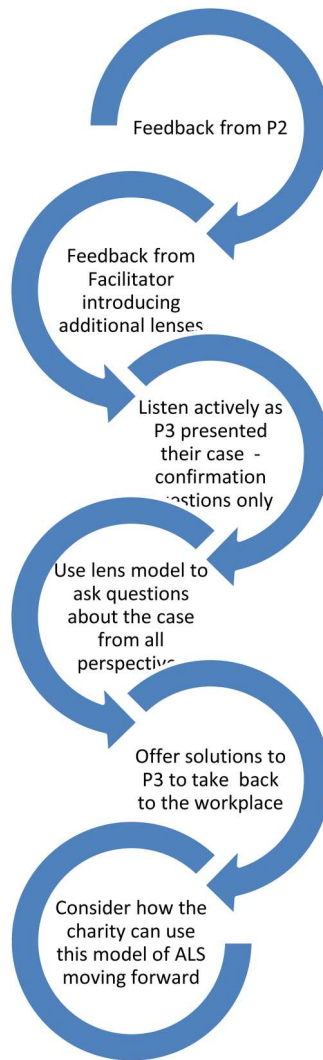 Feedback from P2
Feedback from
Facilitator
introducing
additional lenses
Listen actively as
P3 presented
their case -
confirmation
questions only
Use lens model to
ask questions
about the case
from all
perspective
Offer solutions to
P3 to take back
to the workplace
Consider how the
charity can use
this model of ALS
moving forward